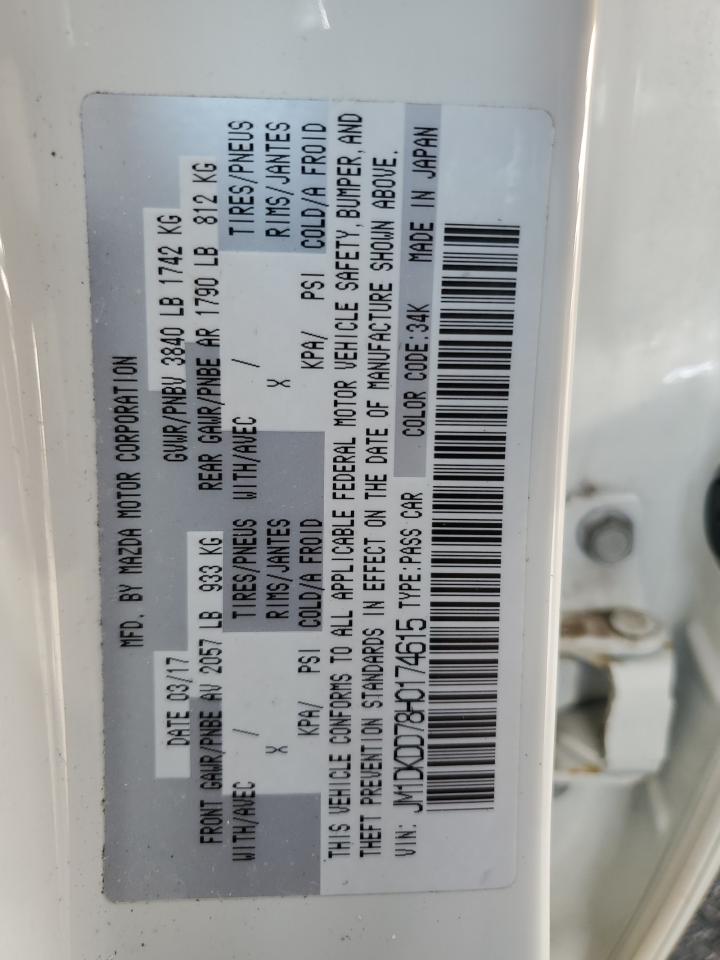 MFD. BY MAZDA MOTOR CORPORATION
DATE 03/17 GVWR/PNBV 3840 LB 1742 KG
FRONT GAWR/PNBE AV 2057 LB 933 KG REAR GAWR/PNBE AR 1790 LB 812 KG
WITH/AVEC / TIRES/PNEUS WITH/AVEC / TIRES/PNEUS
X RIMS/JANTES X RIMS/JANTES
KPA/ PSI COLD/A FROID KPA/ PSI COLD/A FROID
THIS VEHICLE CONFORMS TO ALL APPLICABLE FEDERAL MOTOR VEHICLE SAFETY, BUMPER, AND
THEFT PREVENTION STANDARDS IN EFFECT ON THE DATE OF MANUFACTURE SHOWN ABOVE.
VIN: JM1DKDD78H0174615 TYPE:PASS CAR COLOR CODE:34K MADE IN JAPAN